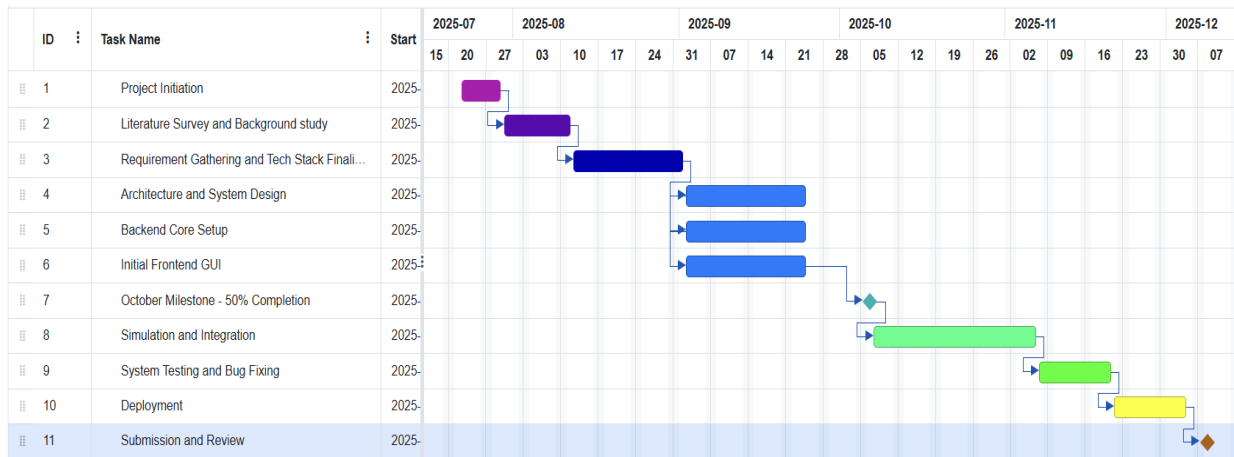 2025-07 2025-08 2025-09 2025-10 2025-11 2025-12
ID Task Name Start
15 20 27 03 10 17 24 31 07 14 21 28 05 12 19 26 02 09 16 23 30 07
1 Project Initiation 2025-
2 Literature Survey and Background study 2025-
3 Requirement Gathering and Tech Stack Finali... 2025-
4 Architecture and System Design 2025-
5 Backend Core Setup 2025-
6 Initial Frontend GUI 2025-
7 October Milestone - 50% Completion 2025-
8 Simulation and Integration 2025-
9 System Testing and Bug Fixing 2025-
10 Deployment 2025-
11 Submission and Review 2025-